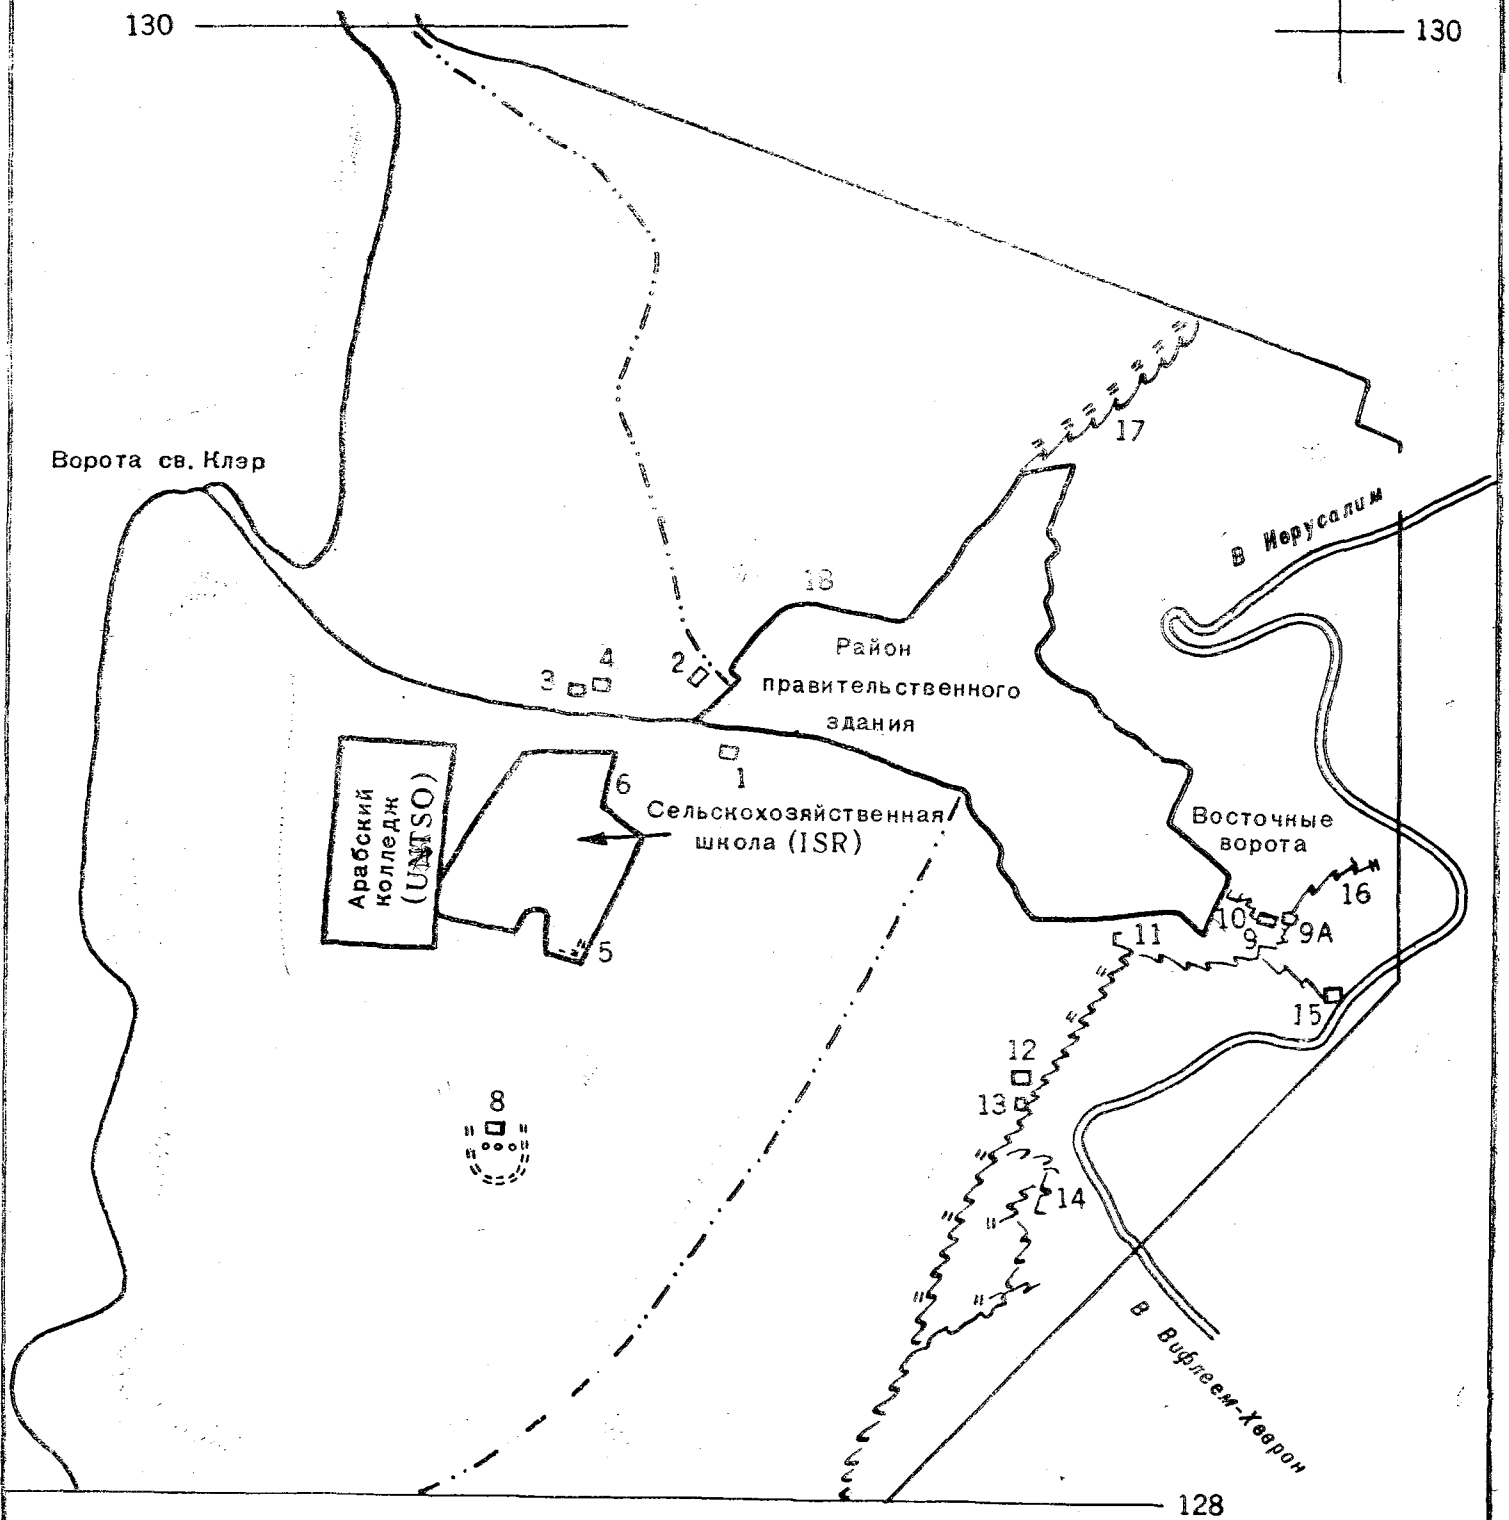 130
130
17
Ворота св. Клэр
В Иерусалим
18
Район
правительственного
здания
2
4
3
1
6
Сельскохозяйственная
школа (ISR)
Арабский
колледж
(UNTSO)
Восточные
ворота
16
10
9
9А
11
5
15
12
13
8
14
В Вифлеем-Хеврон
128